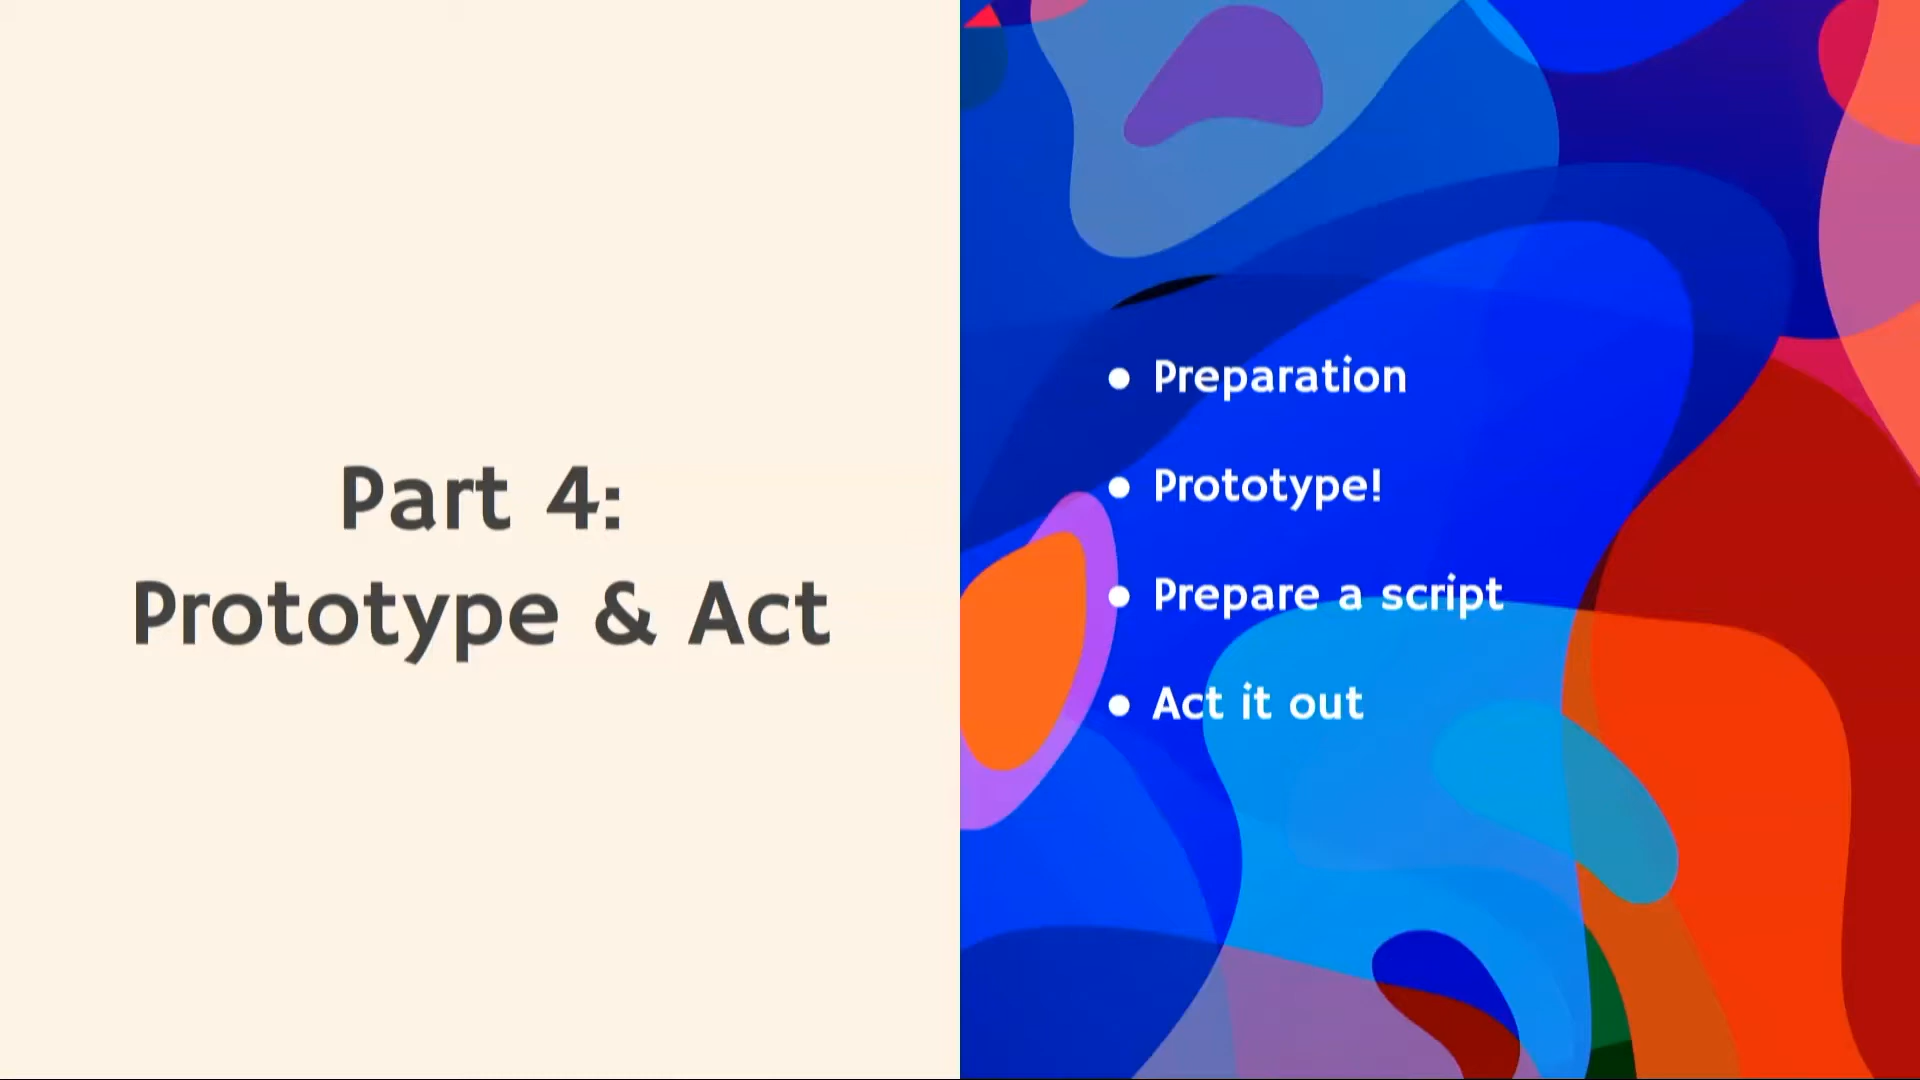 Part 4:
Prototype & Act
• Preparation
• Prototype!
• Prepare a script
• Act it out